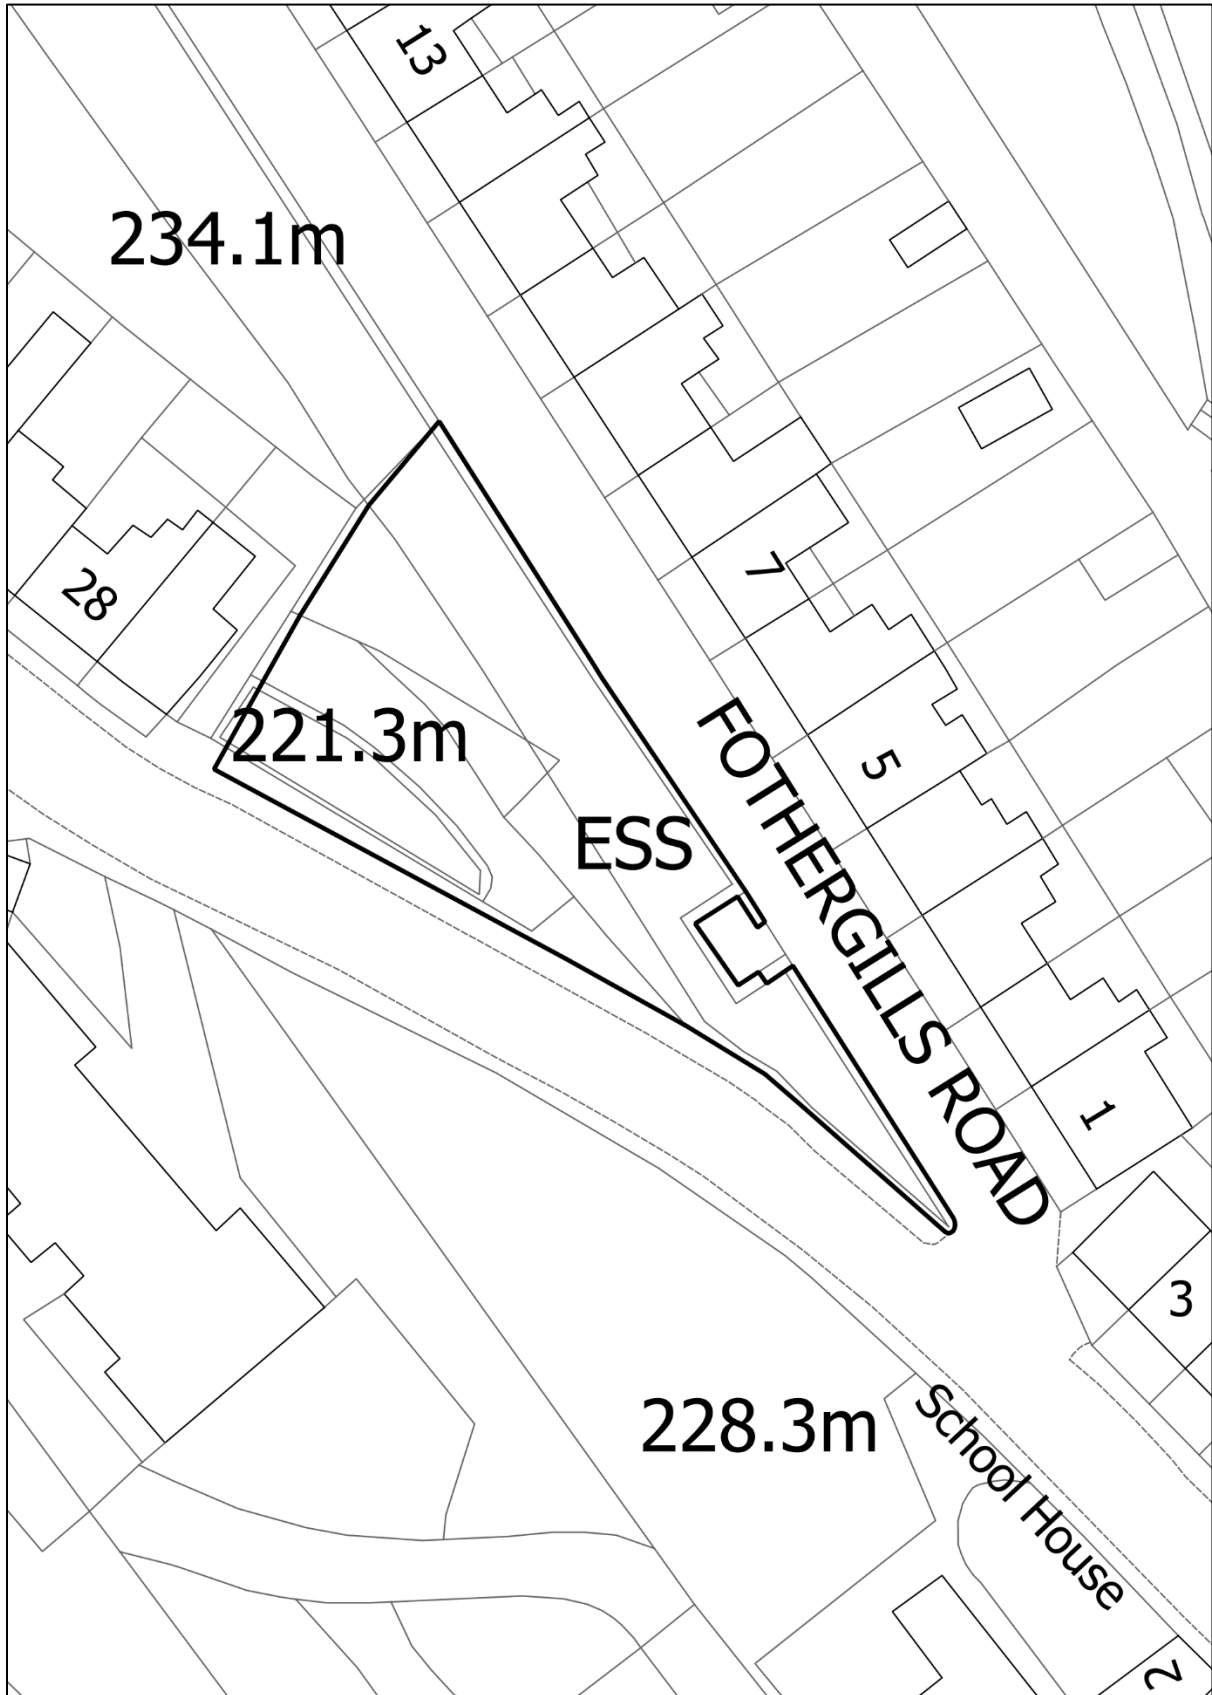 13
234.1m
28
7
221.3m
5
ESS
FOTHERGILLS ROAD
1
3
228.3m
School House
2